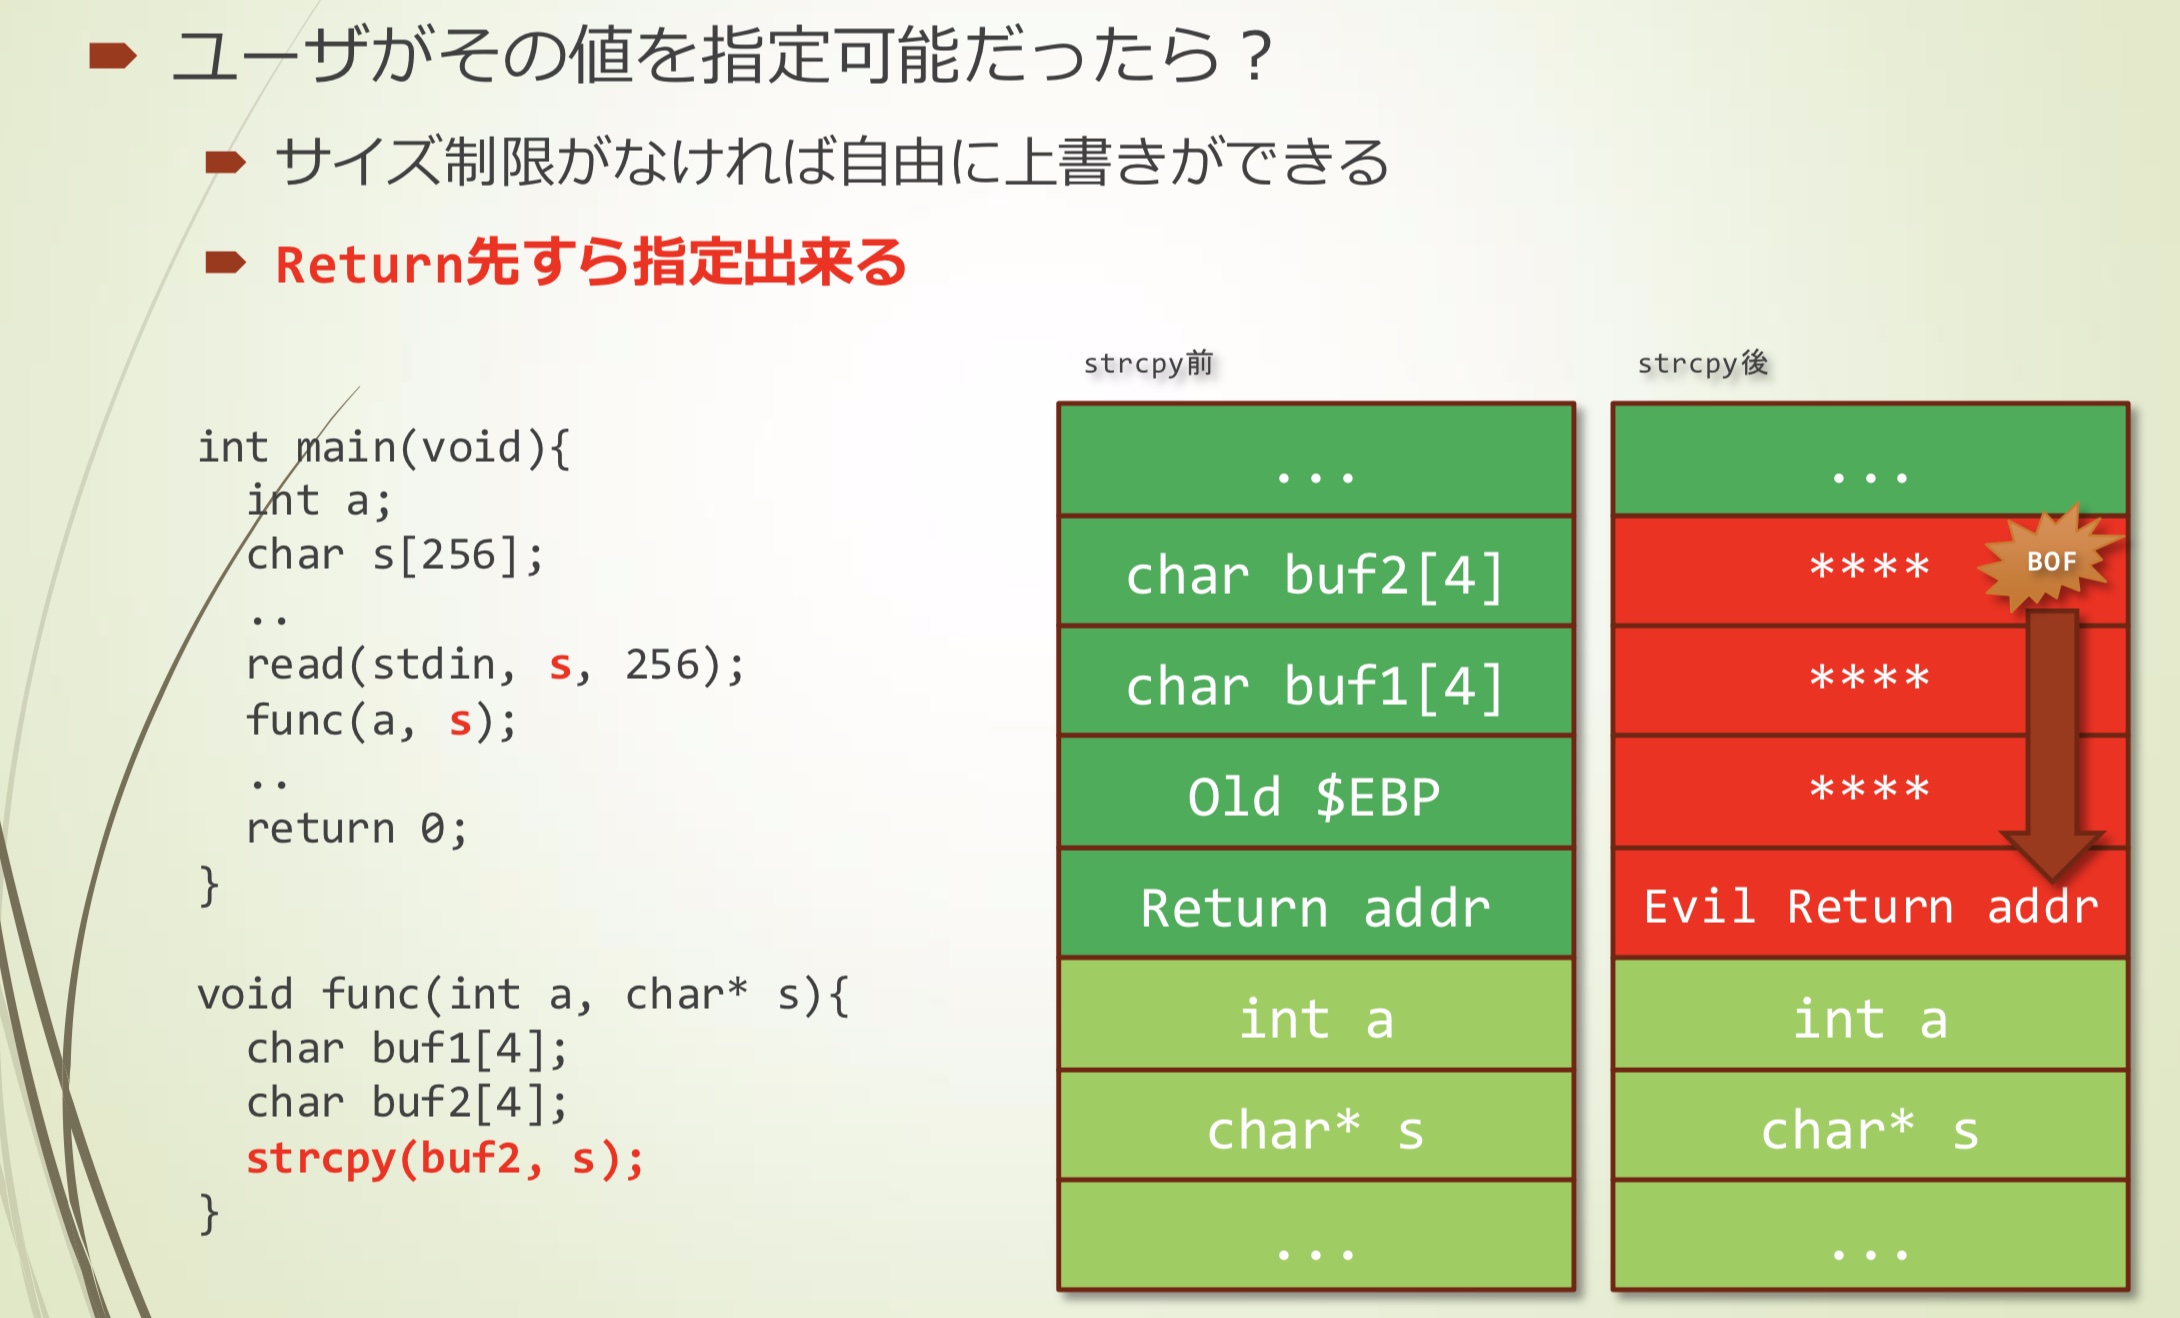 ユーザがその値を指定可能だったら？
サイズ制限がなければ自由に上書きができる
Return先すら指定出来る
int main(void){
int a;
char s[256];
..
read(stdin, s, 256);
func(a, s);
..
return 0;
}
void func(int a, char* s){
char buf1[4];
char buf2[4];
strcpy(buf2, s);
}
strcpy前
...
char buf2[4]
char buf1[4]
Old $EBP
Return addr
int a
char* s
...
strcpy後
...
****
BOF
****
****
Evil Return addr
int a
char* s
...